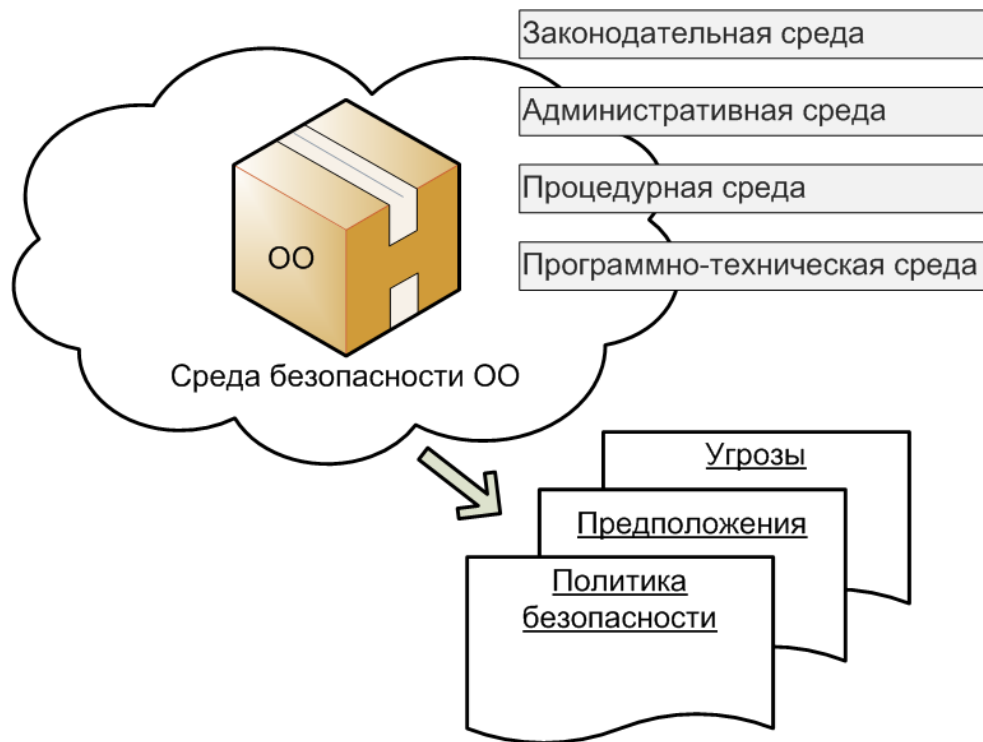 Законодательная среда
Административная среда
Процедурная среда
Программно-техническая среда
ОО
Среда безопасности ОО
Угрозы
Предположения
Политика
безопасности